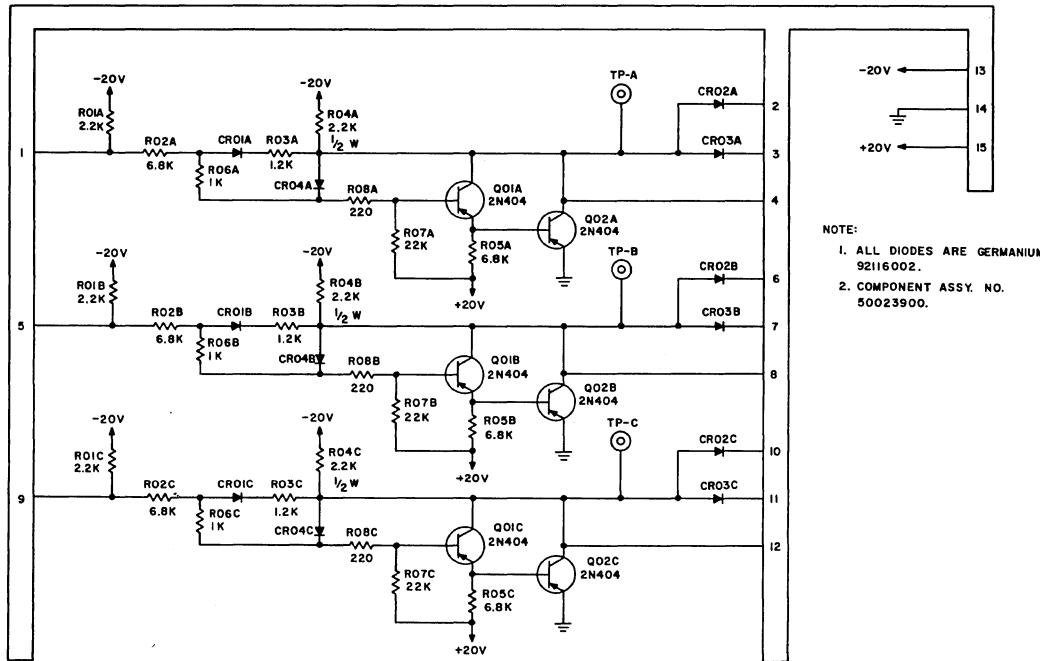 -20V
R01A
2.2K
1
R02A
6.8K
R06A
1K
CR01A
R03A
1.2K
-20V
R04A
2.2K
1/2 W
CR04A
R08A
220
R07A
22K
Q01A
2N404
R05A
6.8K
+20V
Q02A
2N404
TP-A
CR02A
2
CR03A
3
4
-20V
R01B
2.2K
5
R02B
6.8K
R06B
1K
CR01B
R03B
1.2K
-20V
R04B
2.2K
1/2 W
CR04B
R08B
220
R07B
22K
Q01B
2N404
R05B
6.8K
+20V
Q02B
2N404
TP-B
CR02B
6
CR03B
7
8
-20V
R01C
2.2K
9
R02C
6.8K
R06C
1K
CR01C
R03C
1.2K
-20V
R04C
2.2K
1/2 W
CR04C
R08C
220
R07C
22K
Q01C
2N404
R05C
6.8K
+20V
Q02C
2N404
TP-C
CR02C
10
CR03C
11
12
-20V
13
14
+20V
15
NOTE:
1. ALL DIODES ARE GERMANIUM
92116002.
2. COMPONENT ASSY. NO.
50023900.